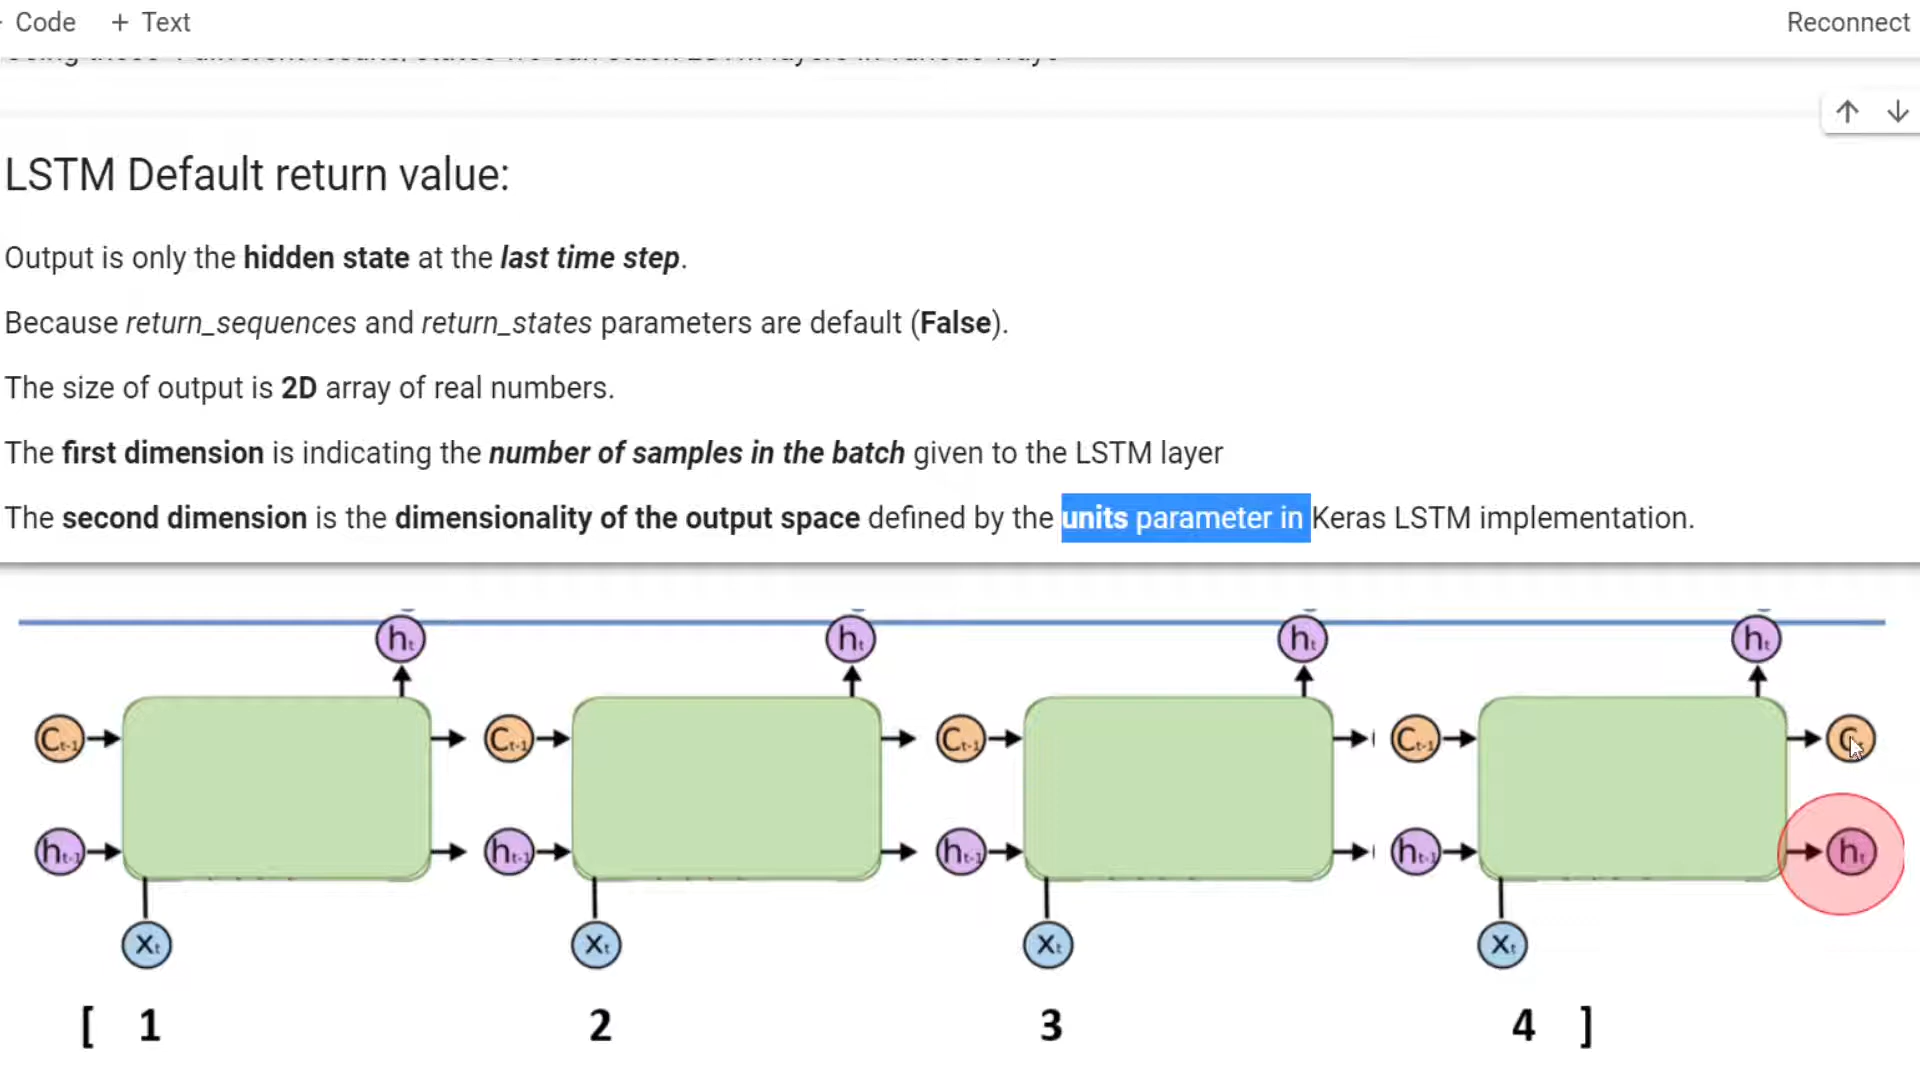 Code + Text Reconnect
LSTM Default return value:
Output is only the hidden state at the last time step.
Because return_sequences and return_states parameters are default (False).
The size of output is 2D array of real numbers.
The first dimension is indicating the number of samples in the batch given to the LSTM layer
The second dimension is the dimensionality of the output space defined by the units parameter in Keras LSTM implementation.
ht ht ht ht
Ct-1 Ct-1 Ct-1 Ct-1
ht-1 ht-1 ht-1 ht-1 ht
Xt Xt Xt Xt
[ 1 2 3 4 ]